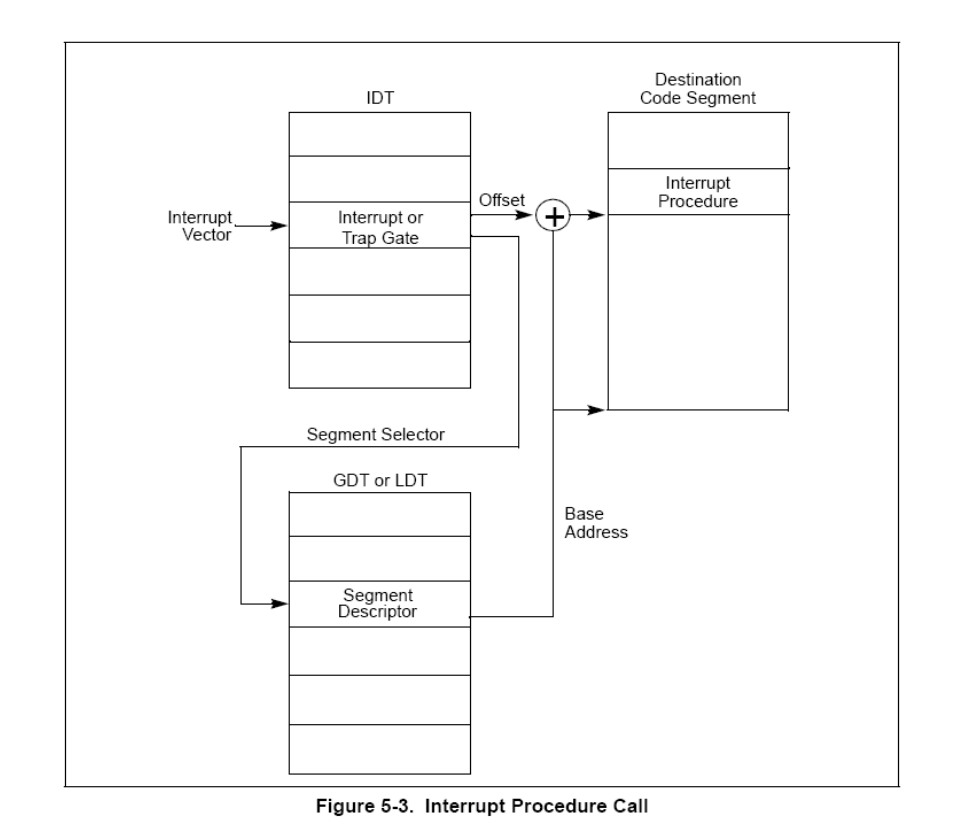 Destination
Code Segment
IDT
Interrupt
Procedure
Offset
+
Interrupt
Vector
Interrupt or
Trap Gate
Segment Selector
GDT or LDT
Base
Address
Segment
Descriptor
Figure 5-3. Interrupt Procedure Call